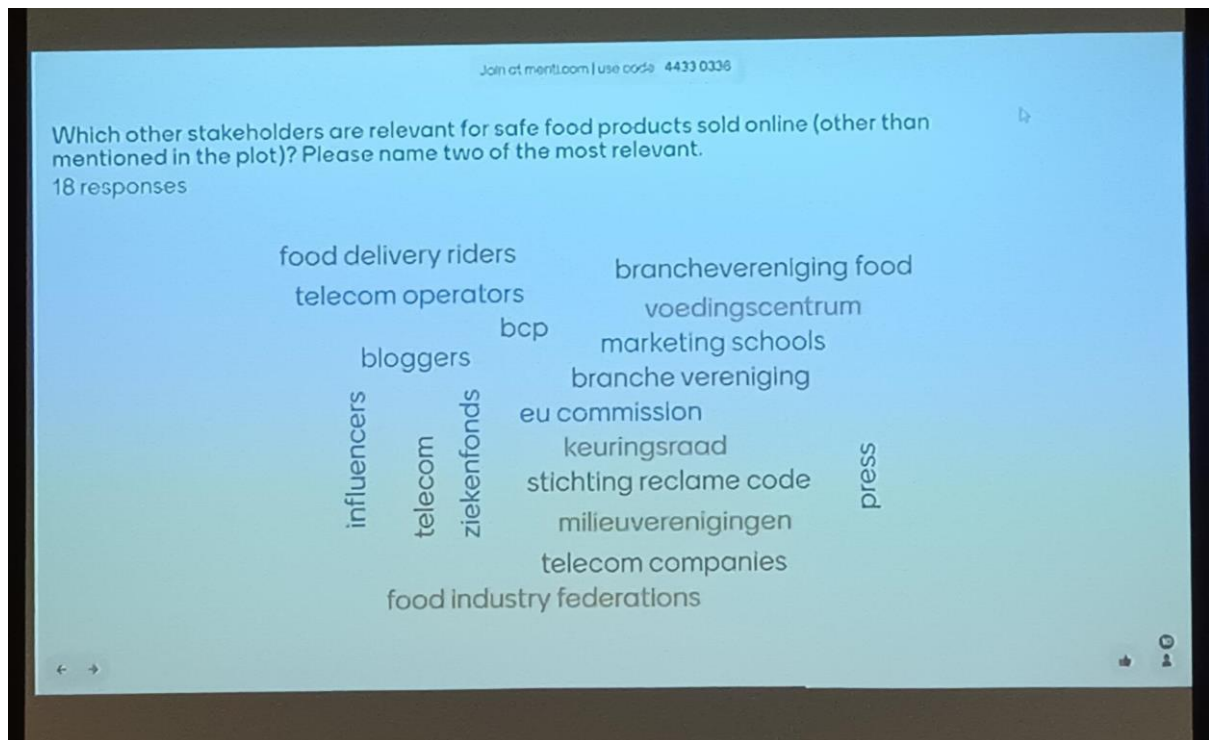 Join at menti.com | use code 4433 0336
Which other stakeholders are relevant for safe food products sold online (other than
mentioned in the plot)? Please name two of the most relevant.
18 responses
food delivery riders
branchevereniging food
telecom operators
voedingscentrum
bcp
marketing schools
bloggers
branche vereniging
influencers
telecom
ziekenfonds
eu commission
keuringsraad
press
stichting reclame code
milieuverenigingen
telecom companies
food industry federations